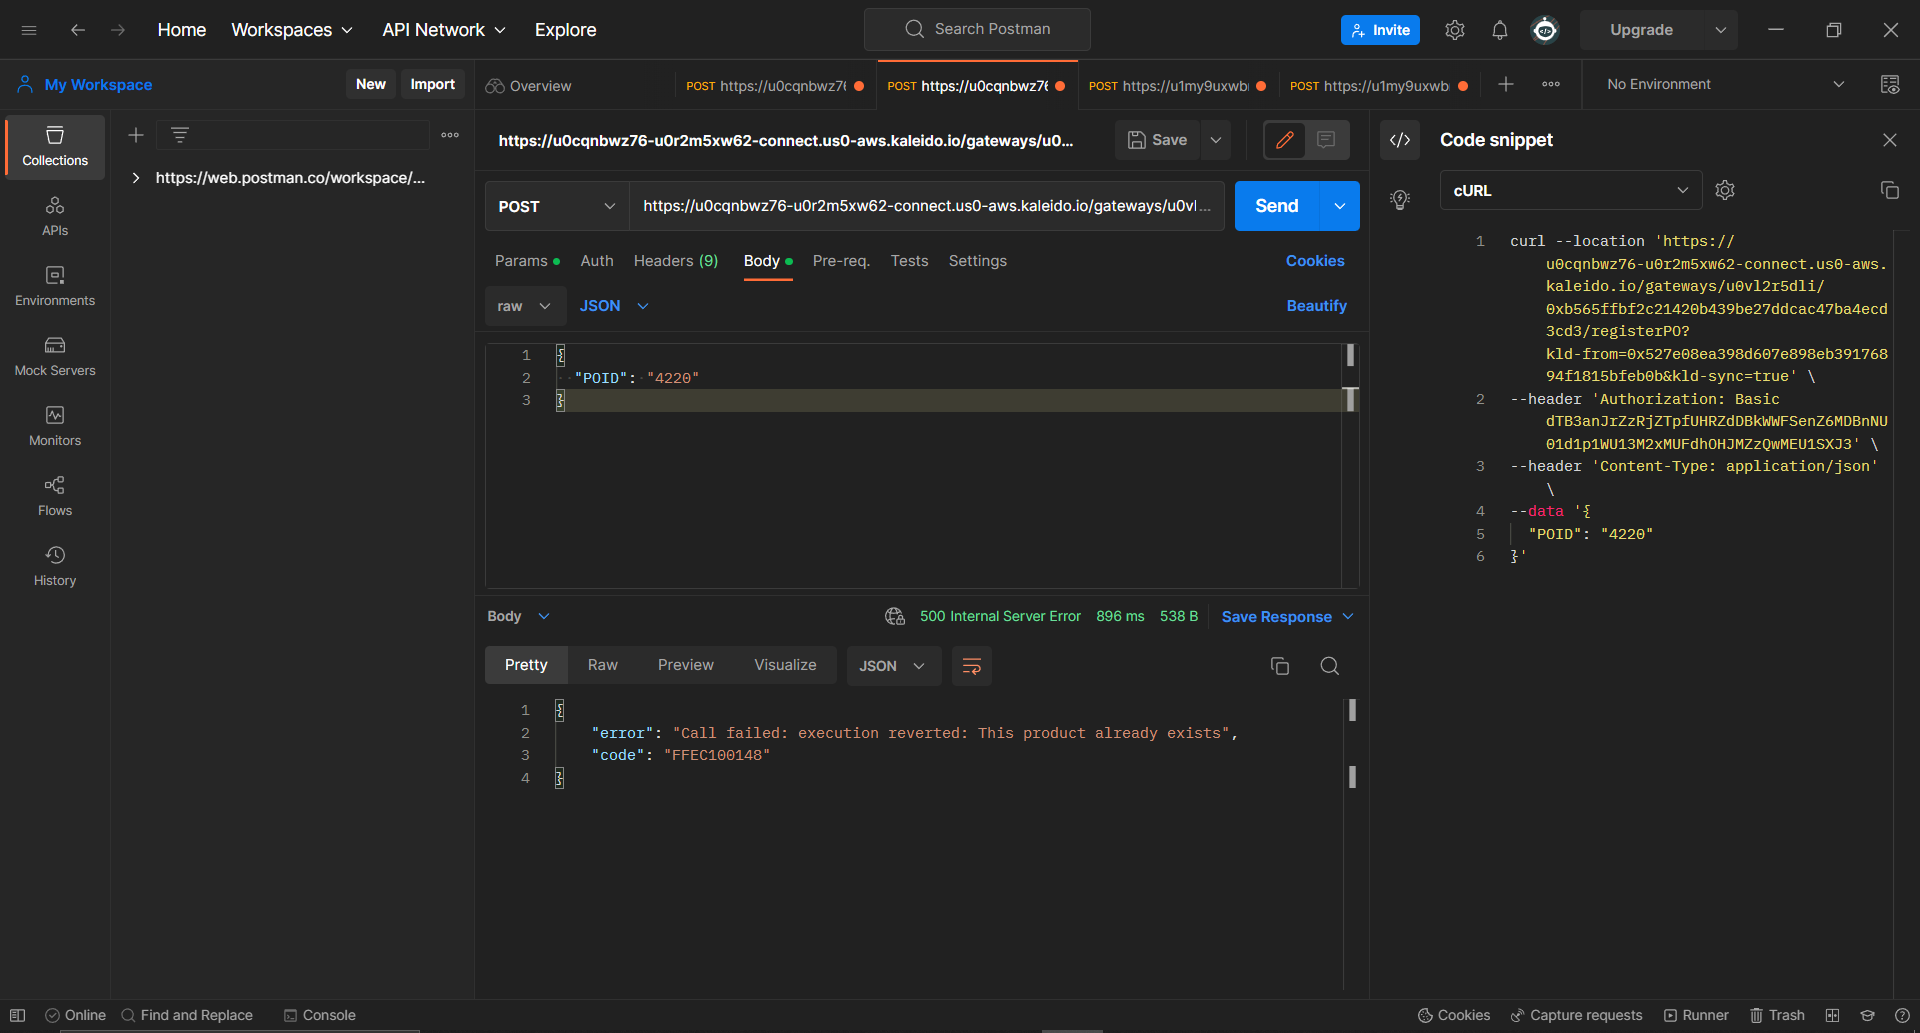 Home Workspaces API Network Explore
Search Postman
Invite
Upgrade
My Workspace
New Import
Overview
POST https://u0cqnbwz76
POST https://u0cqnbwz76
POST https://u1my9uxwb
POST https://u1my9uxwb
No Environment
Collections
APIs
Environments
Mock Servers
Monitors
Flows
History
https://web.postman.co/workspace/...
https://u0cqnbwz76-u0r2m5xw62-connect.us0-aws.kaleido.io/gateways/u0...
Save
POST https://u0cqnbwz76-u0r2m5xw62-connect.us0-aws.kaleido.io/gateways/u0vl...
Send
Params Auth Headers (9) Body Pre-req. Tests Settings
Cookies
raw JSON
Beautify
1 {
2 "POID": "4220"
3 }
Body
500 Internal Server Error 896 ms 538 B
Save Response
Pretty Raw Preview Visualize JSON
1 {
2 "error": "Call failed: execution reverted: This product already exists",
3 "code": "FFEC100148"
4 }
Code snippet
cURL
1 curl --location 'https://
u0cqnbwz76-u0r2m5xw62-connect.us0-aws.
kaleido.io/gateways/u0vl2r5dli/
0xb565ffbf2c21420b439be27ddcac47ba4ecd
3cd3/registerPO?
kld-from=0x527e08ea398d607e898eb391768
94f1815bfeb0b&kld-sync=true' \
2 --header 'Authorization: Basic
dTB3anJrZzRjZTpfUHRZdDBkWWFSenZ6MDBnNU
01d1p1WU13M2xMUFdhOHJMZzQwMEU1SXJ3' \
3 --header 'Content-Type: application/json'
\
4 --data '{
5 "POID": "4220"
6 }'
Online Find and Replace Console
Cookies Capture requests Runner Trash